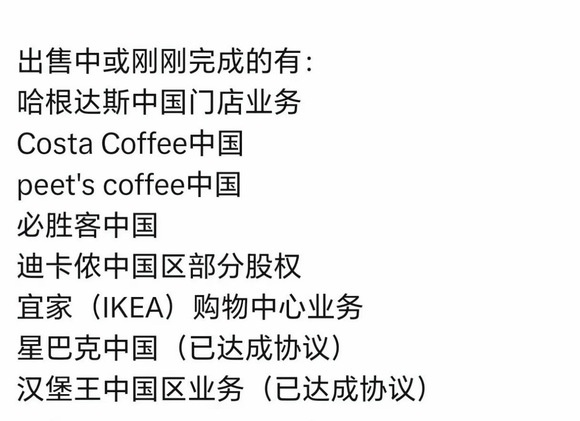 出售中或刚刚完成的有：
哈根达斯中国门店业务
Costa Coffee中国
peet's coffee中国
必胜客中国
迪卡侬中国区部分股权
宜家（IKEA）购物中心业务
星巴克中国（已达成协议）
汉堡王中国区业务（已达成协议）